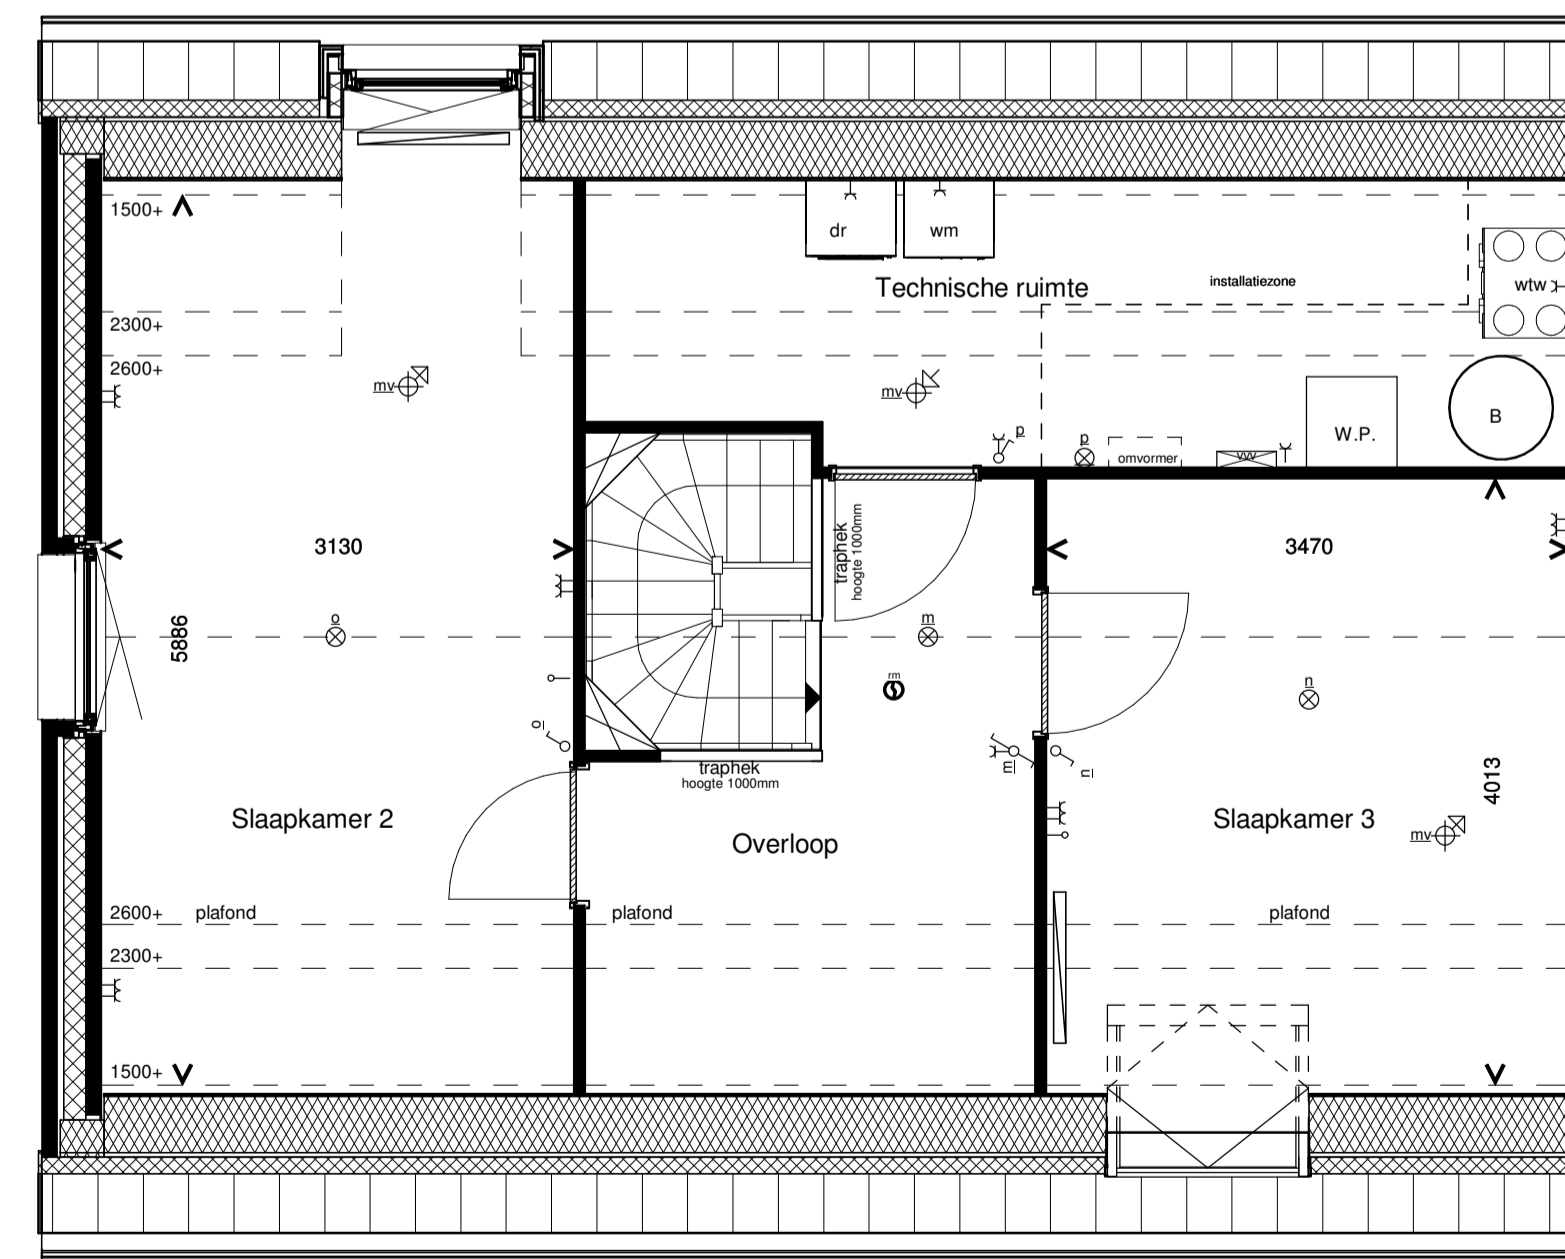 1500+
dr
wm
Technische ruimte
installatiezone
wtw
2300+
2600+
mv
mv
p
p
omvormer
vvv
W.P.
B
3130
3470
traphek
hoogte 1000mm
5886
o
m
n
rm
o
m
n
traphek
hoogte 1000mm
4013
Slaapkamer 2
Overloop
Slaapkamer 3
mv
2600+
plafond
plafond
plafond
2300+
1500+